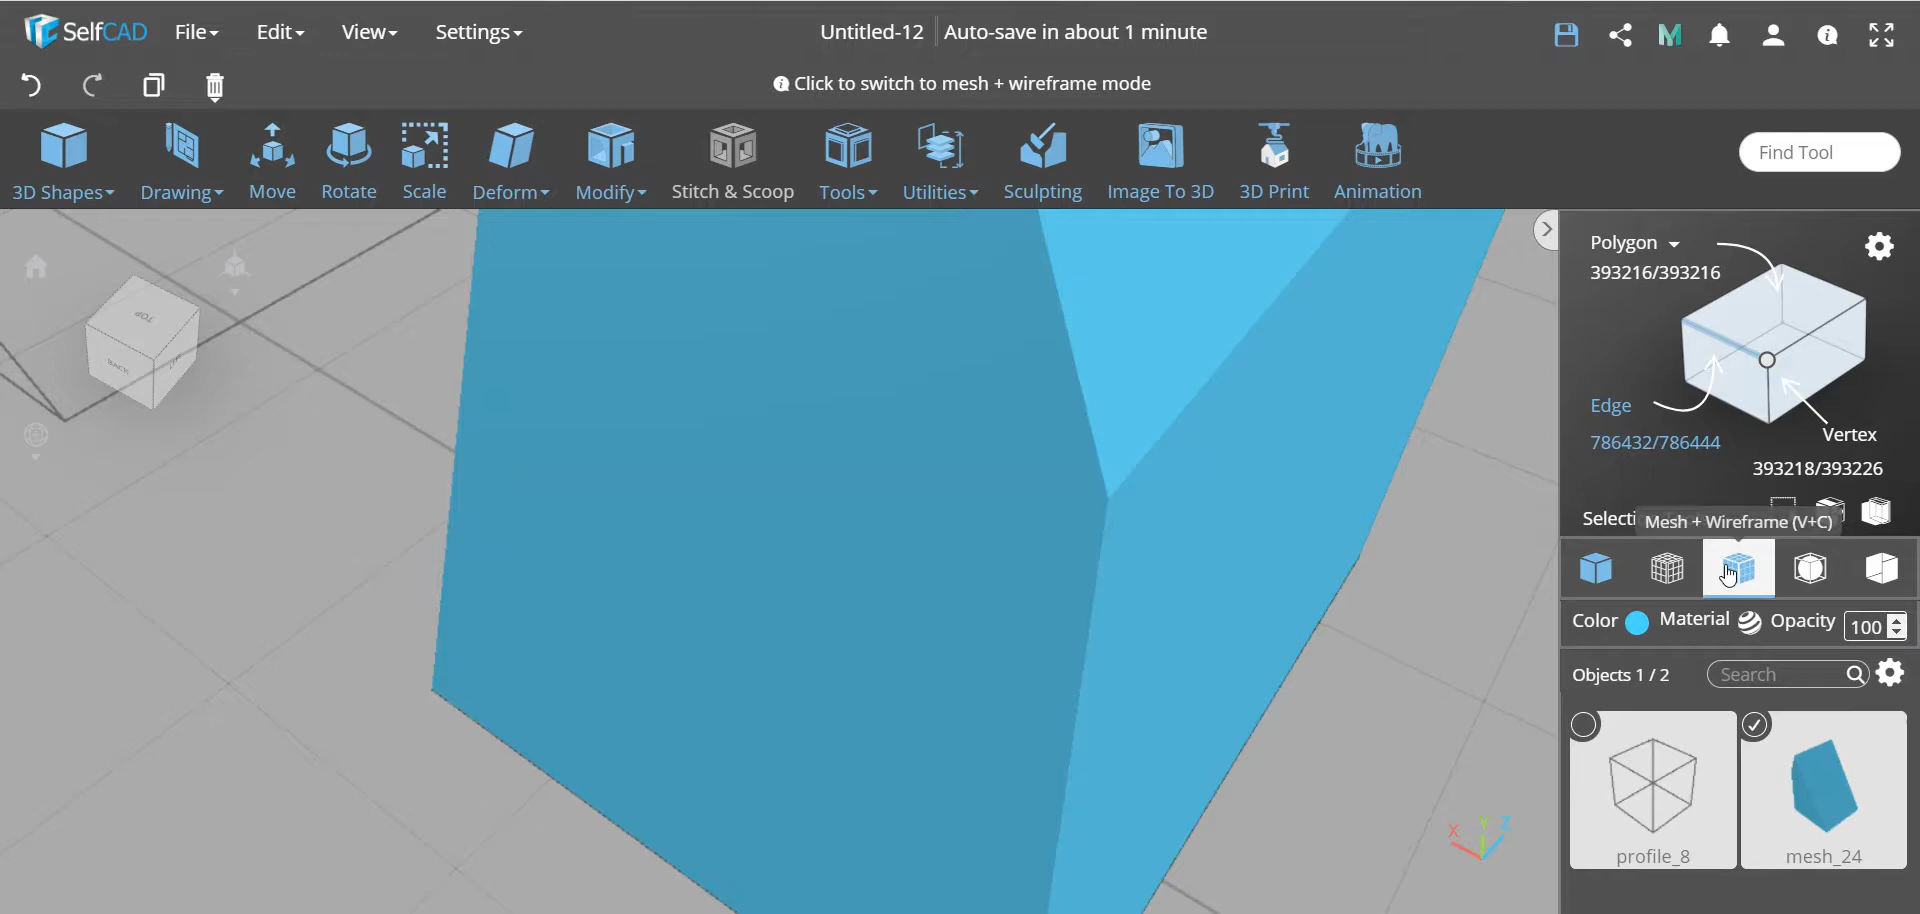 SelfCAD
File
Edit
View
Settings
Untitled-12
Auto-save in about 1 minute
Click to switch to mesh + wireframe mode
3D Shapes
Drawing
Move
Rotate
Scale
Deform
Modify
Stitch & Scoop
Tools
Utilities
Sculpting
Image To 3D
3D Print
Animation
Find Tool
TOP
BACK
Polygon
393216/393216
Edge
786432/786444
Vertex
393218/393226
Selecti
Mesh + Wireframe (V+C)
Color
Material
Opacity
100
Objects 1 / 2
Search
profile_8
mesh_24
X
Y
Z